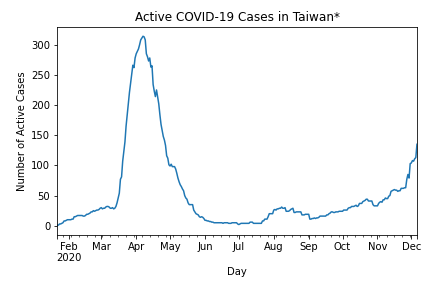 Active COVID-19 Cases in Taiwan*
300
250
200
150
100
50
0
Number of Active Cases
Feb Mar Apr May Jun Jul Aug Sep Oct Nov Dec
2020
Day